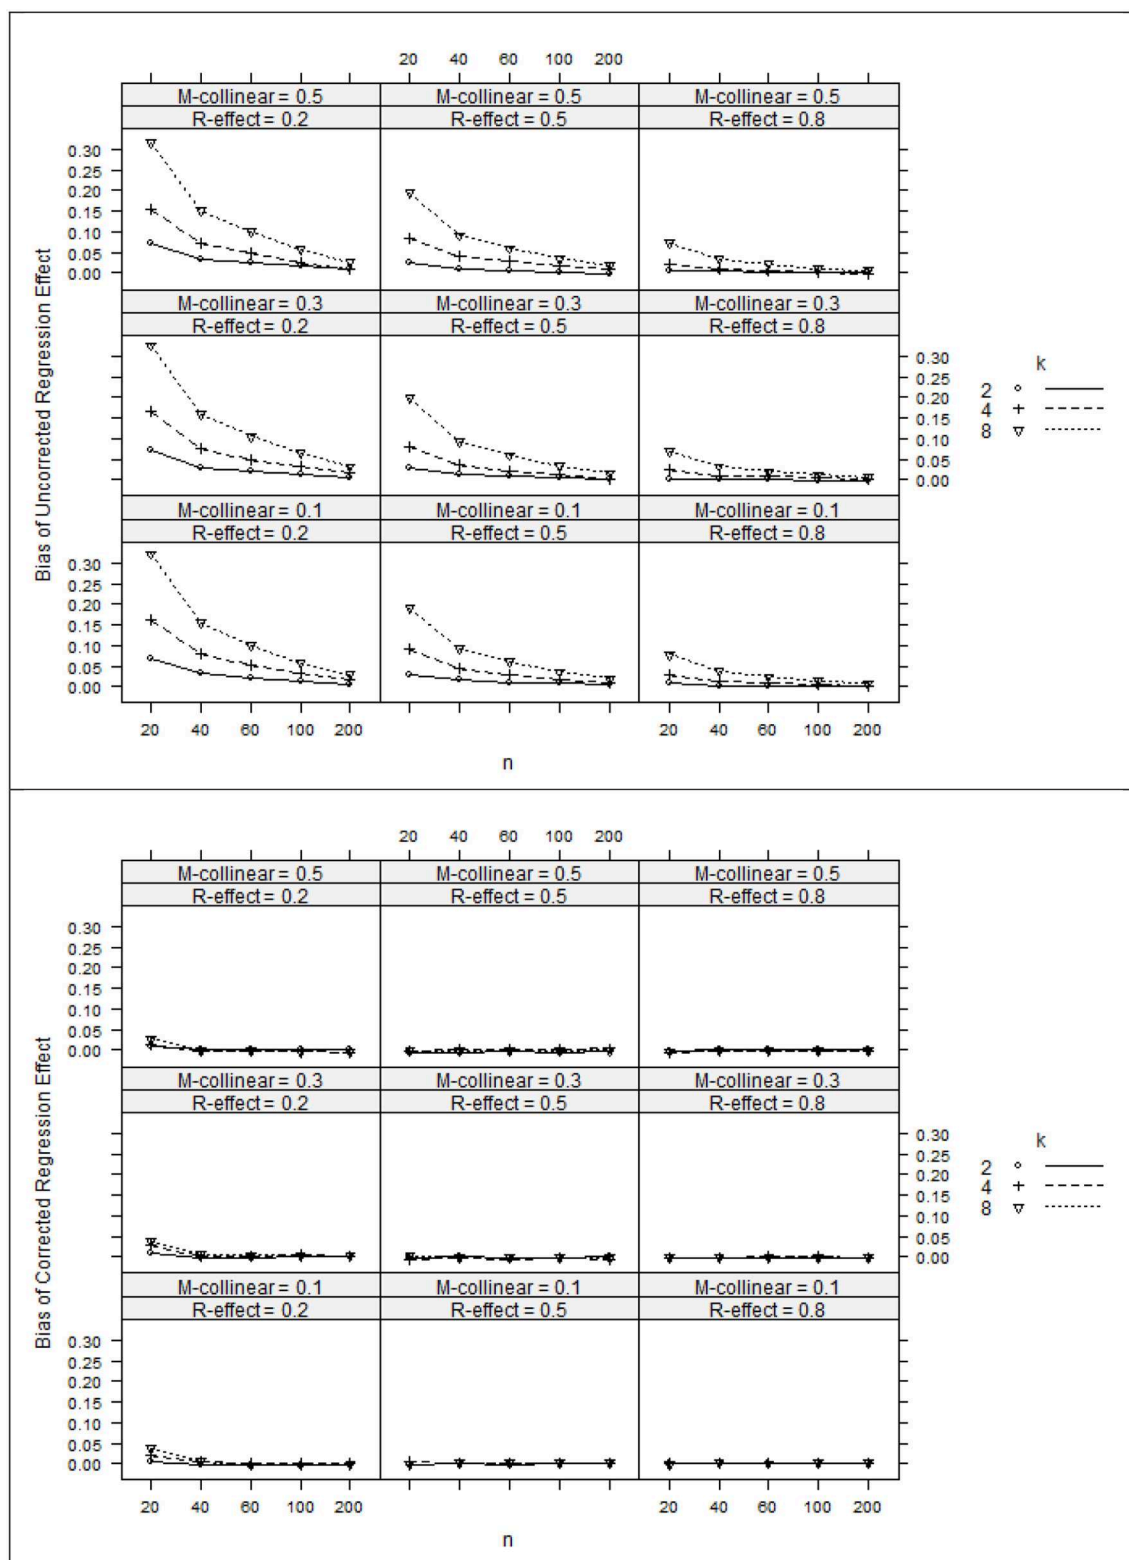 20 40 60 100 200
M-collinear = 0.5 M-collinear = 0.5 M-collinear = 0.5
R-effect = 0.2 R-effect = 0.5 R-effect = 0.8
0.30
0.25
0.20
0.15
0.10
0.05
0.00
M-collinear = 0.3 M-collinear = 0.3 M-collinear = 0.3
R-effect = 0.2 R-effect = 0.5 R-effect = 0.8
0.30
0.25
0.20
0.15
0.10
0.05
0.00
M-collinear = 0.1 M-collinear = 0.1 M-collinear = 0.1
R-effect = 0.2 R-effect = 0.5 R-effect = 0.8
0.30
0.25
0.20
0.15
0.10
0.05
0.00
20 40 60 100 200 20 40 60 100 200
n
Bias of Uncorrected Regression Effect
k
2
4
8
20 40 60 100 200
M-collinear = 0.5 M-collinear = 0.5 M-collinear = 0.5
R-effect = 0.2 R-effect = 0.5 R-effect = 0.8
0.30
0.25
0.20
0.15
0.10
0.05
0.00
M-collinear = 0.3 M-collinear = 0.3 M-collinear = 0.3
R-effect = 0.2 R-effect = 0.5 R-effect = 0.8
0.30
0.25
0.20
0.15
0.10
0.05
0.00
M-collinear = 0.1 M-collinear = 0.1 M-collinear = 0.1
R-effect = 0.2 R-effect = 0.5 R-effect = 0.8
0.30
0.25
0.20
0.15
0.10
0.05
0.00
20 40 60 100 200 20 40 60 100 200
n
Bias of Corrected Regression Effect
k
2
4
8